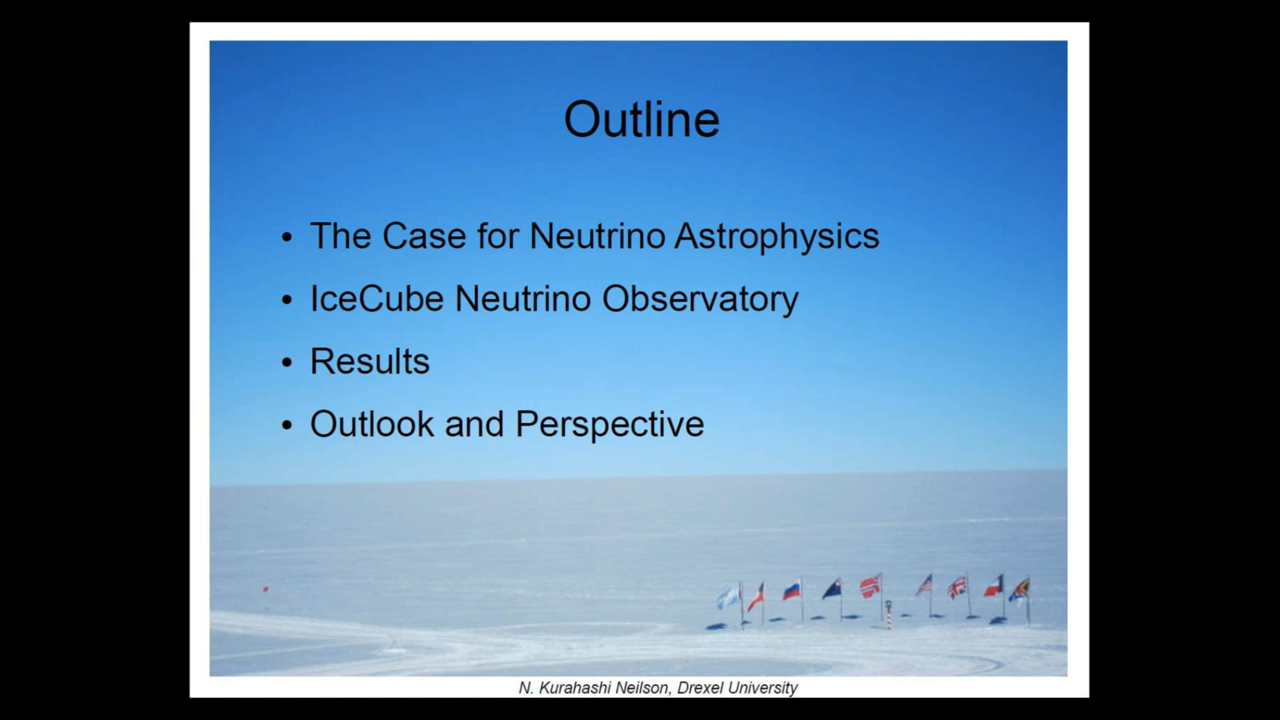 Outline
• The Case for Neutrino Astrophysics
• IceCube Neutrino Observatory
• Results
• Outlook and Perspective
N. Kurahashi Neilson, Drexel University